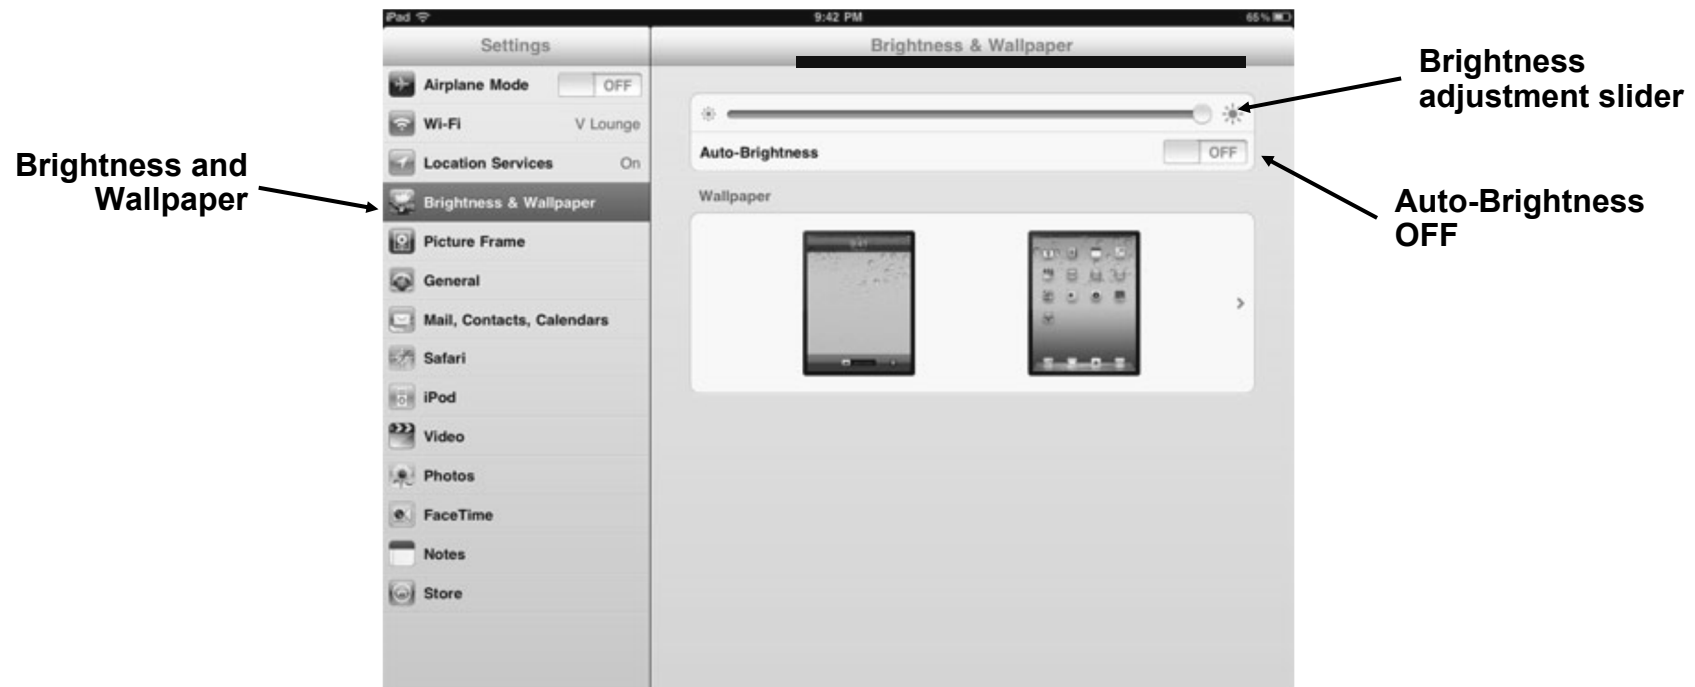 iPad 9:42 PM 65%
Settings
Brightness & Wallpaper
Airplane Mode OFF
Wi-Fi V Lounge
Location Services On
Brightness & Wallpaper
Picture Frame
General
Mail, Contacts, Calendars
Safari
iPod
Video
Photos
FaceTime
Notes
Store
Auto-Brightness OFF
Wallpaper
9:41
Brightness and
Wallpaper
Brightness
adjustment slider
Auto-Brightness
OFF